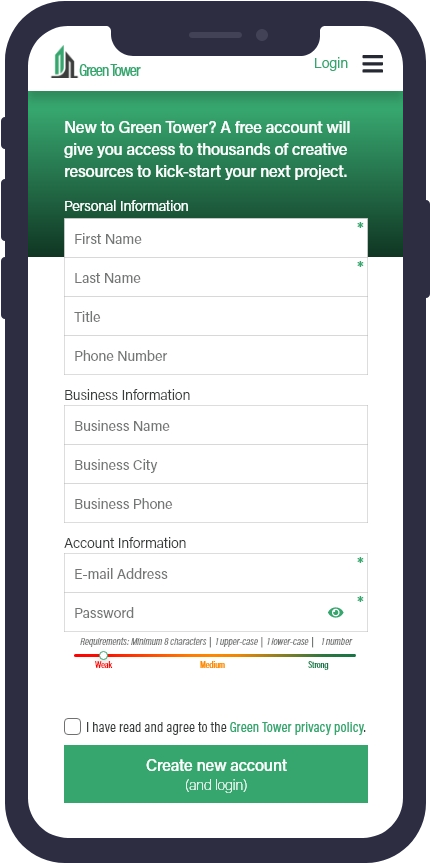 Green Tower
Login
New to Green Tower? A free account will
give you access to thousands of creative
resources to kick-start your next project.
Personal Information
First Name *
Last Name *
Title
Phone Number
Business Information
Business Name
Business City
Business Phone
Account Information
E-mail Address *
Password *
Requirements: Minimum 8 characters | 1 upper-case | 1 lower-case | 1 number
Weak Medium Strong
I have read and agree to the Green Tower privacy policy.
Create new account
(and login)